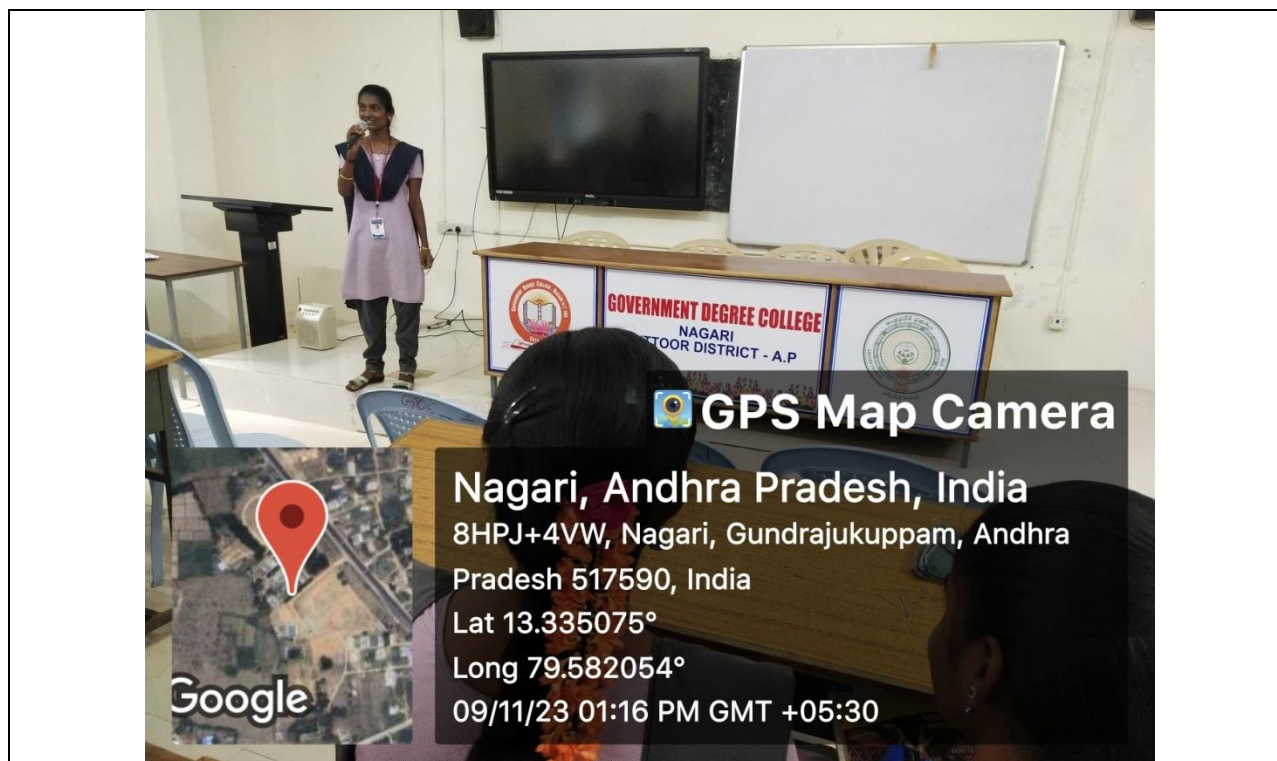 GOVERNMENT DEGREE COLLEGE
NAGARI
TTOOR DISTRICT - A.P
GPS Map Camera
Nagari, Andhra Pradesh, India
8HPJ+4VW, Nagari, Gundrajukuppam, Andhra
Pradesh 517590, India
Lat 13.335075°
Long 79.582054°
09/11/23 01:16 PM GMT +05:30
Google